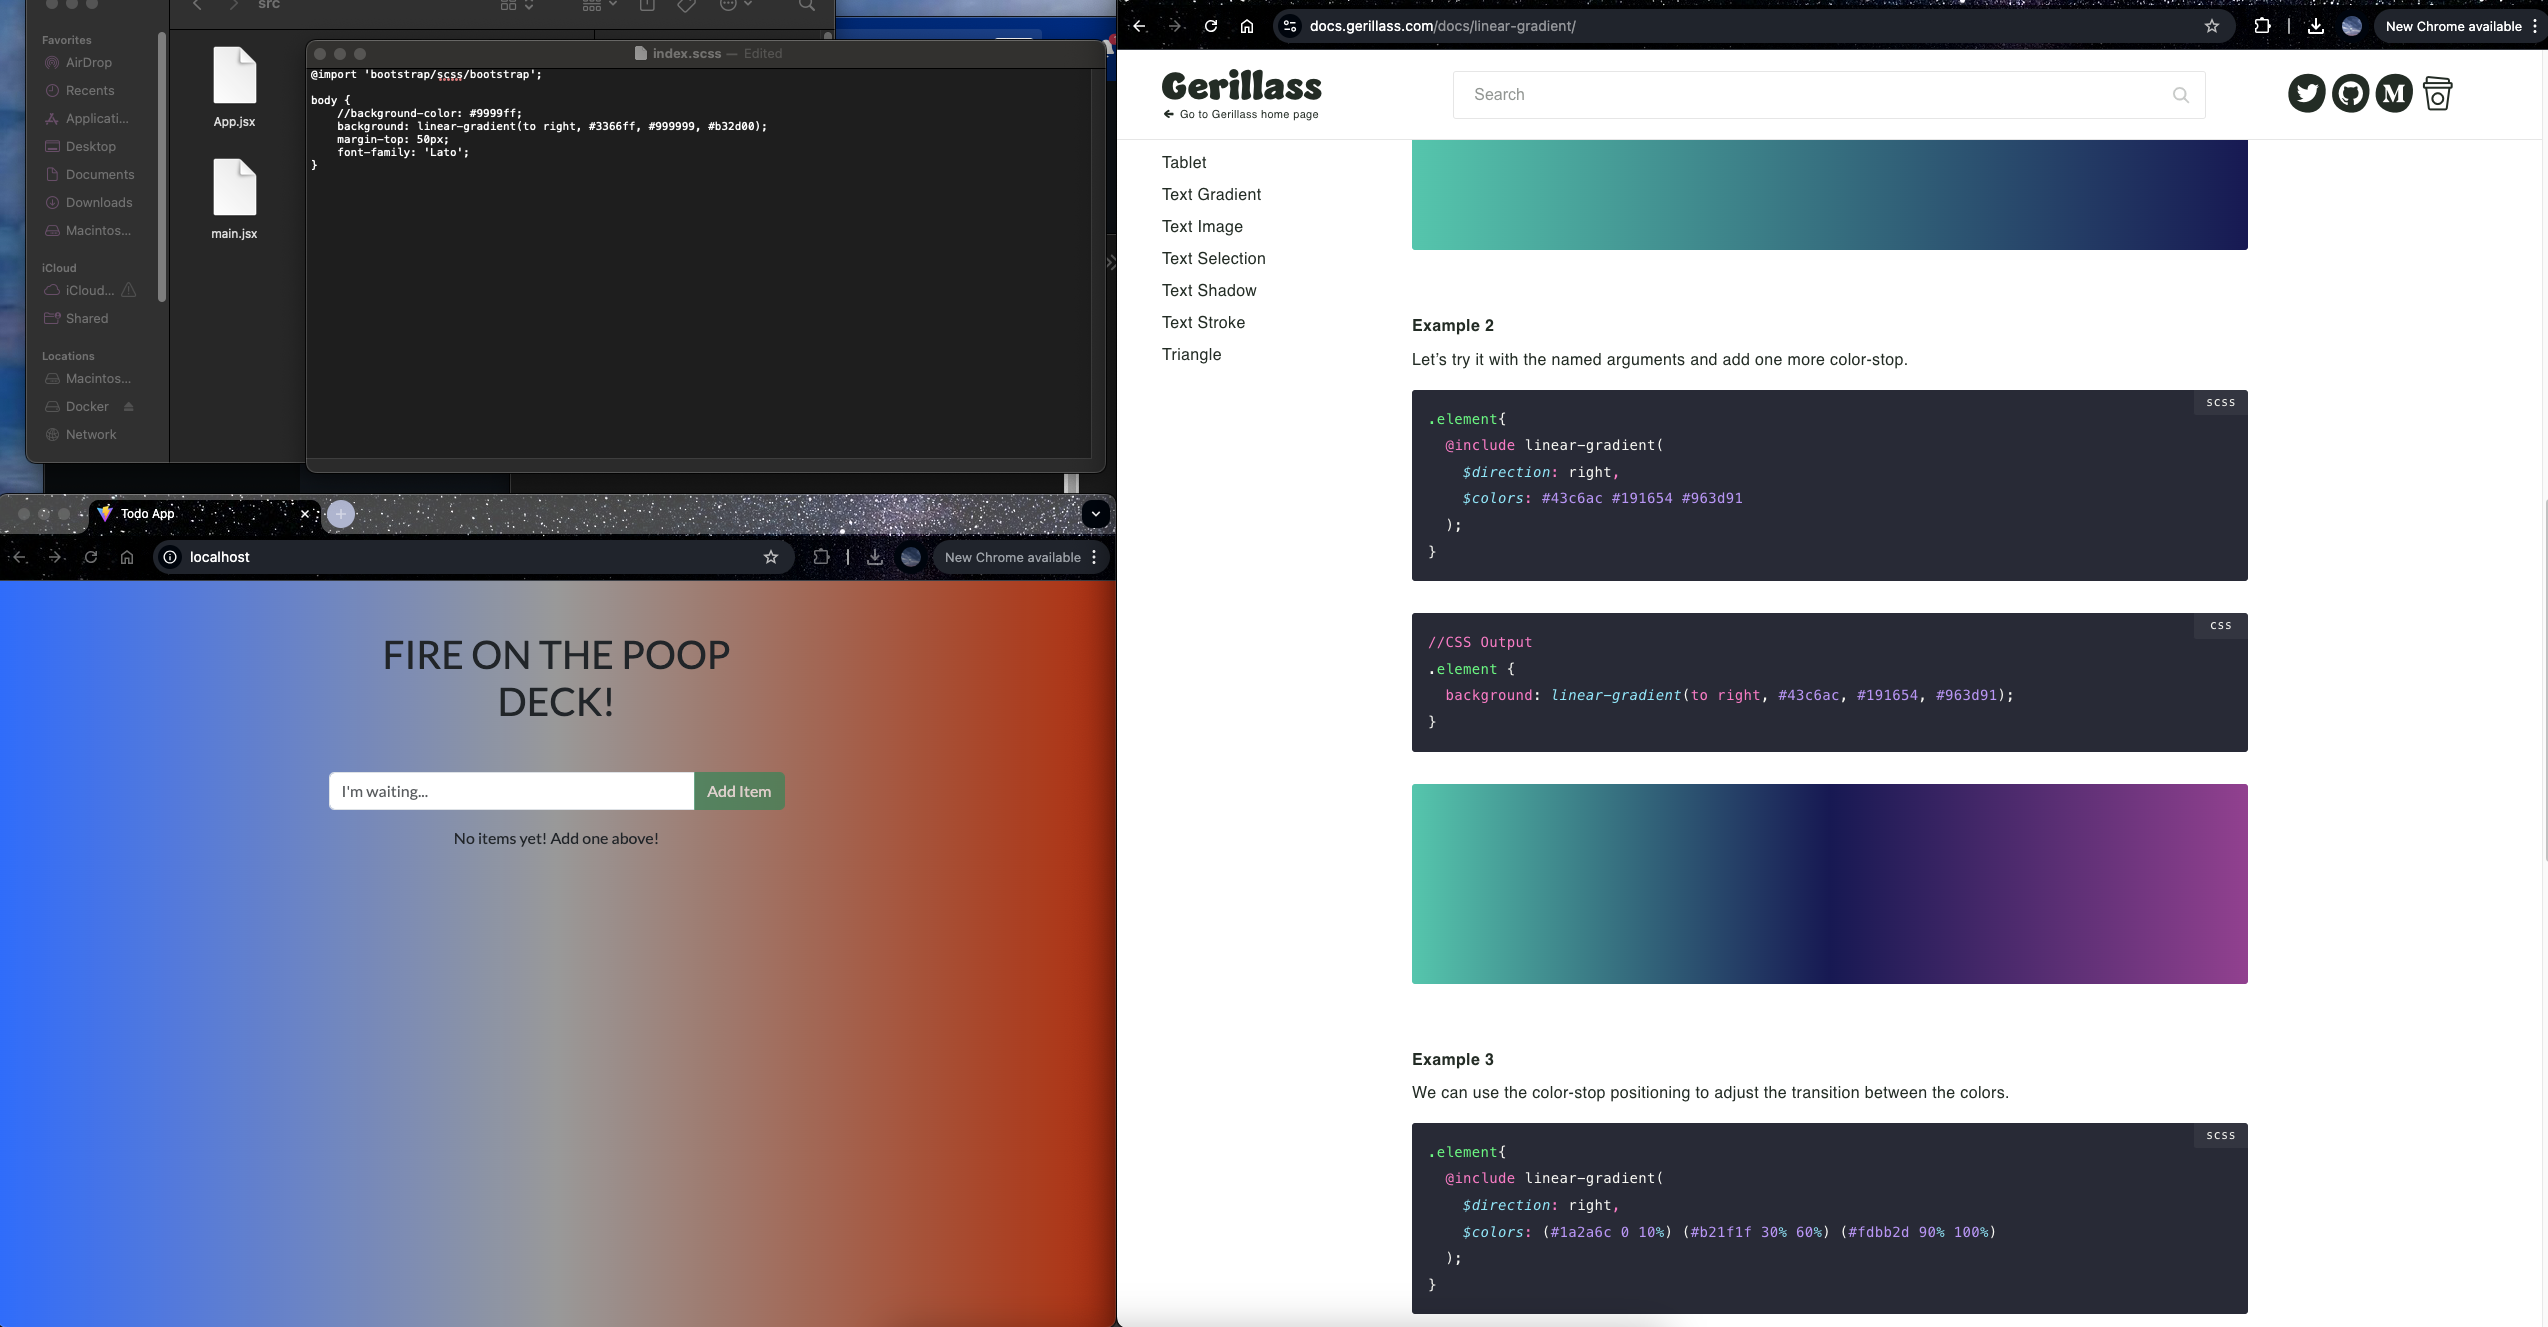 src
Favorites
AirDrop
Recents
Applicati...
Desktop
Documents
Downloads
Macintos...
iCloud
iCloud...
Shared
Locations
Macintos...
Docker
Network
App.jsx
main.jsx
index.scss — Edited
@import 'bootstrap/scss/bootstrap';
body {
//background-color: #9999ff;
background: linear-gradient(to right, #3366ff, #999999, #b32d00);
margin-top: 50px;
font-family: 'Lato';
}
Todo App
localhost
New Chrome available
FIRE ON THE POOP
DECK!
I'm waiting...
Add Item
No items yet! Add one above!
docs.gerillass.com/docs/linear-gradient/
New Chrome available
Gerillass
Go to Gerillass home page
Search
Tablet
Text Gradient
Text Image
Text Selection
Text Shadow
Text Stroke
Triangle
Example 2
Let’s try it with the named arguments and add one more color-stop.
scss
.element{
@include linear-gradient(
$direction: right,
$colors: #43c6ac #191654 #963d91
);
}
css
//CSS Output
.element {
background: linear-gradient(to right, #43c6ac, #191654, #963d91);
}
Example 3
We can use the color-stop positioning to adjust the transition between the colors.
scss
.element{
@include linear-gradient(
$direction: right,
$colors: (#1a2a6c 0 10%) (#b21f1f 30% 60%) (#fdbb2d 90% 100%)
);
}